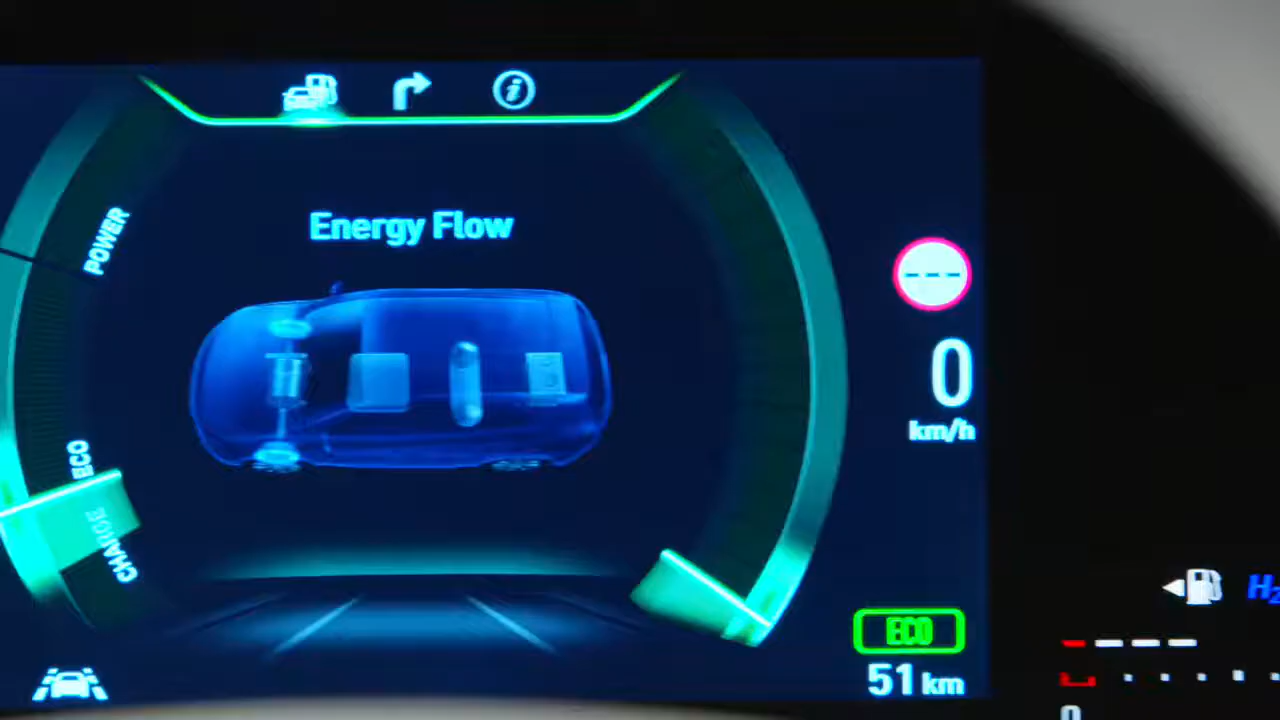 Energy Flow
POWER
ECO
CHARGE
---
0
km/h
ECO
51 km
H2
0